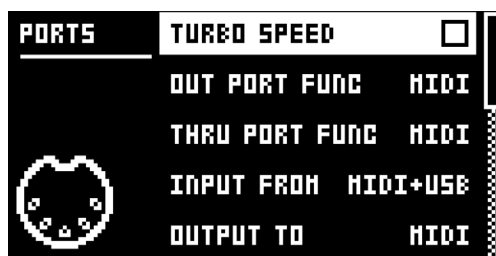 PORTS
TURBO SPEED
OUT PORT FUNC MIDI
THRU PORT FUNC MIDI
INPUT FROM MIDI+USB
OUTPUT TO MIDI